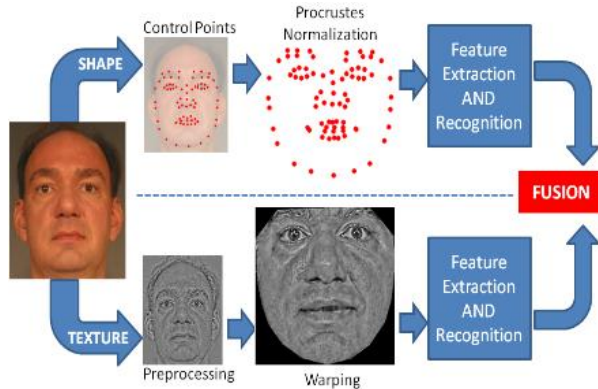 Control Points
Procrustes
Normalization
SHAPE
Feature
Extraction
AND
Recognition
FUSION
TEXTURE
Preprocessing
Warping
Feature
Extraction
AND
Recognition